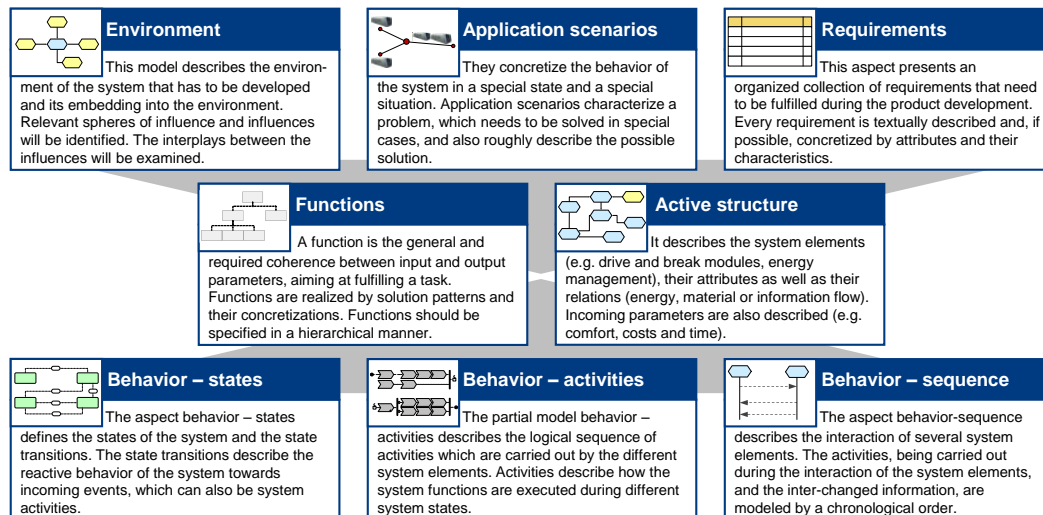 Environment
This model describes the environ-
ment of the system that has to be developed
and its embedding into the environment.
Relevant spheres of influence and influences
will be identified. The interplays between the
influences will be examined.
Application scenarios
They concretize the behavior of
the system in a special state and a special
situation. Application scenarios characterize a
problem, which needs to be solved in special
cases, and also roughly describe the possible
solution.
Requirements
This aspect presents an
organized collection of requirements that need
to be fulfilled during the product development.
Every requirement is textually described and, if
possible, concretized by attributes and their
characteristics.
Functions
A function is the general and
required coherence between input and output
parameters, aiming at fulfilling a task.
Functions are realized by solution patterns and
their concretizations. Functions should be
specified in a hierarchical manner.
Active structure
It describes the system elements
(e.g. drive and break modules, energy
management), their attributes as well as their
relations (energy, material or information flow).
Incoming parameters are also described (e.g.
comfort, costs and time).
Behavior – states
The aspect behavior – states
defines the states of the system and the state
transitions. The state transitions describe the
reactive behavior of the system towards
incoming events, which can also be system
activities.
Behavior – activities
The partial model behavior –
activities describes the logical sequence of
activities which are carried out by the different
system elements. Activities describe how the
system functions are executed during different
system states.
Behavior – sequence
The aspect behavior-sequence
describes the interaction of several system
elements. The activities, being carried out
during the interaction of the system elements,
and the inter-changed information, are
modeled by a chronological order.